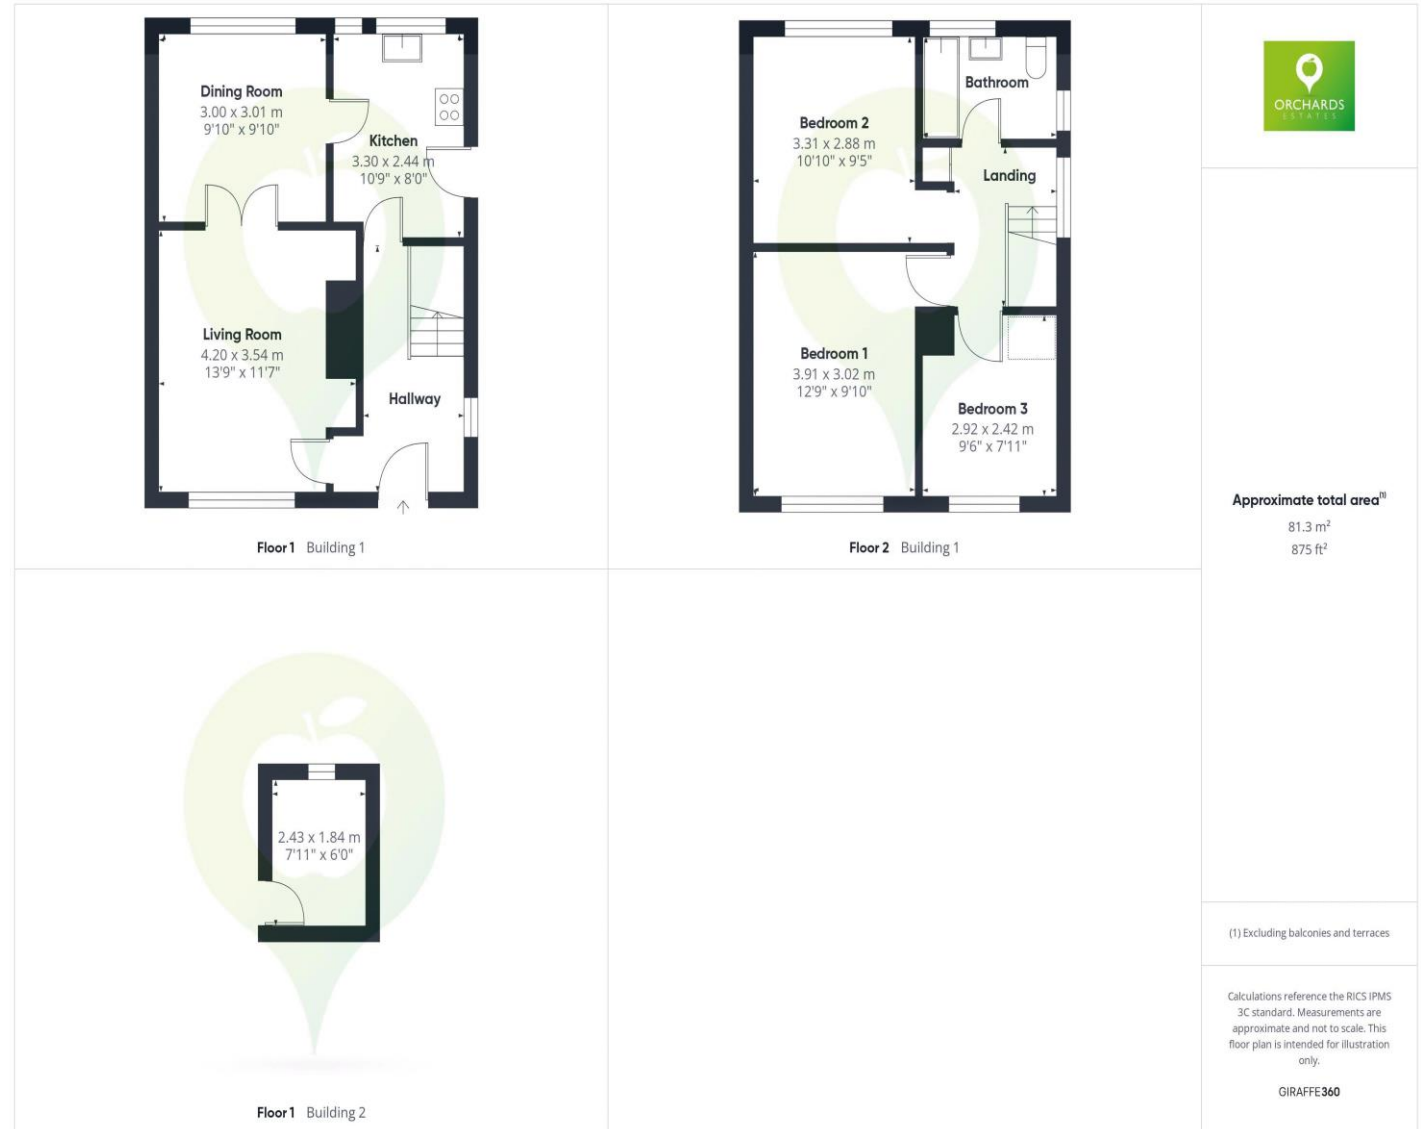 Dining Room
3.00 x 3.01 m
9'10" x 9'10"
Kitchen
3.30 x 2.44 m
10'9" x 8'0"
Living Room
4.20 x 3.54 m
13'9" x 11'7"
Hallway
Floor 1 Building 1
Bathroom
Bedroom 2
3.31 x 2.88 m
10'10" x 9'5"
Landing
Bedroom 1
3.91 x 3.02 m
12'9" x 9'10"
Bedroom 3
2.92 x 2.42 m
9'6" x 7'11"
Floor 2 Building 1
2.43 x 1.84 m
7'11" x 6'0"
Floor 1 Building 2
ORCHARDS
ESTATES
Approximate total area(1)
81.3 m²
875 ft²
(1) Excluding balconies and terraces
Calculations reference the RICS IPMS
3C standard. Measurements are
approximate and not to scale. This
floor plan is intended for illustration
only.
GIRAFFE360